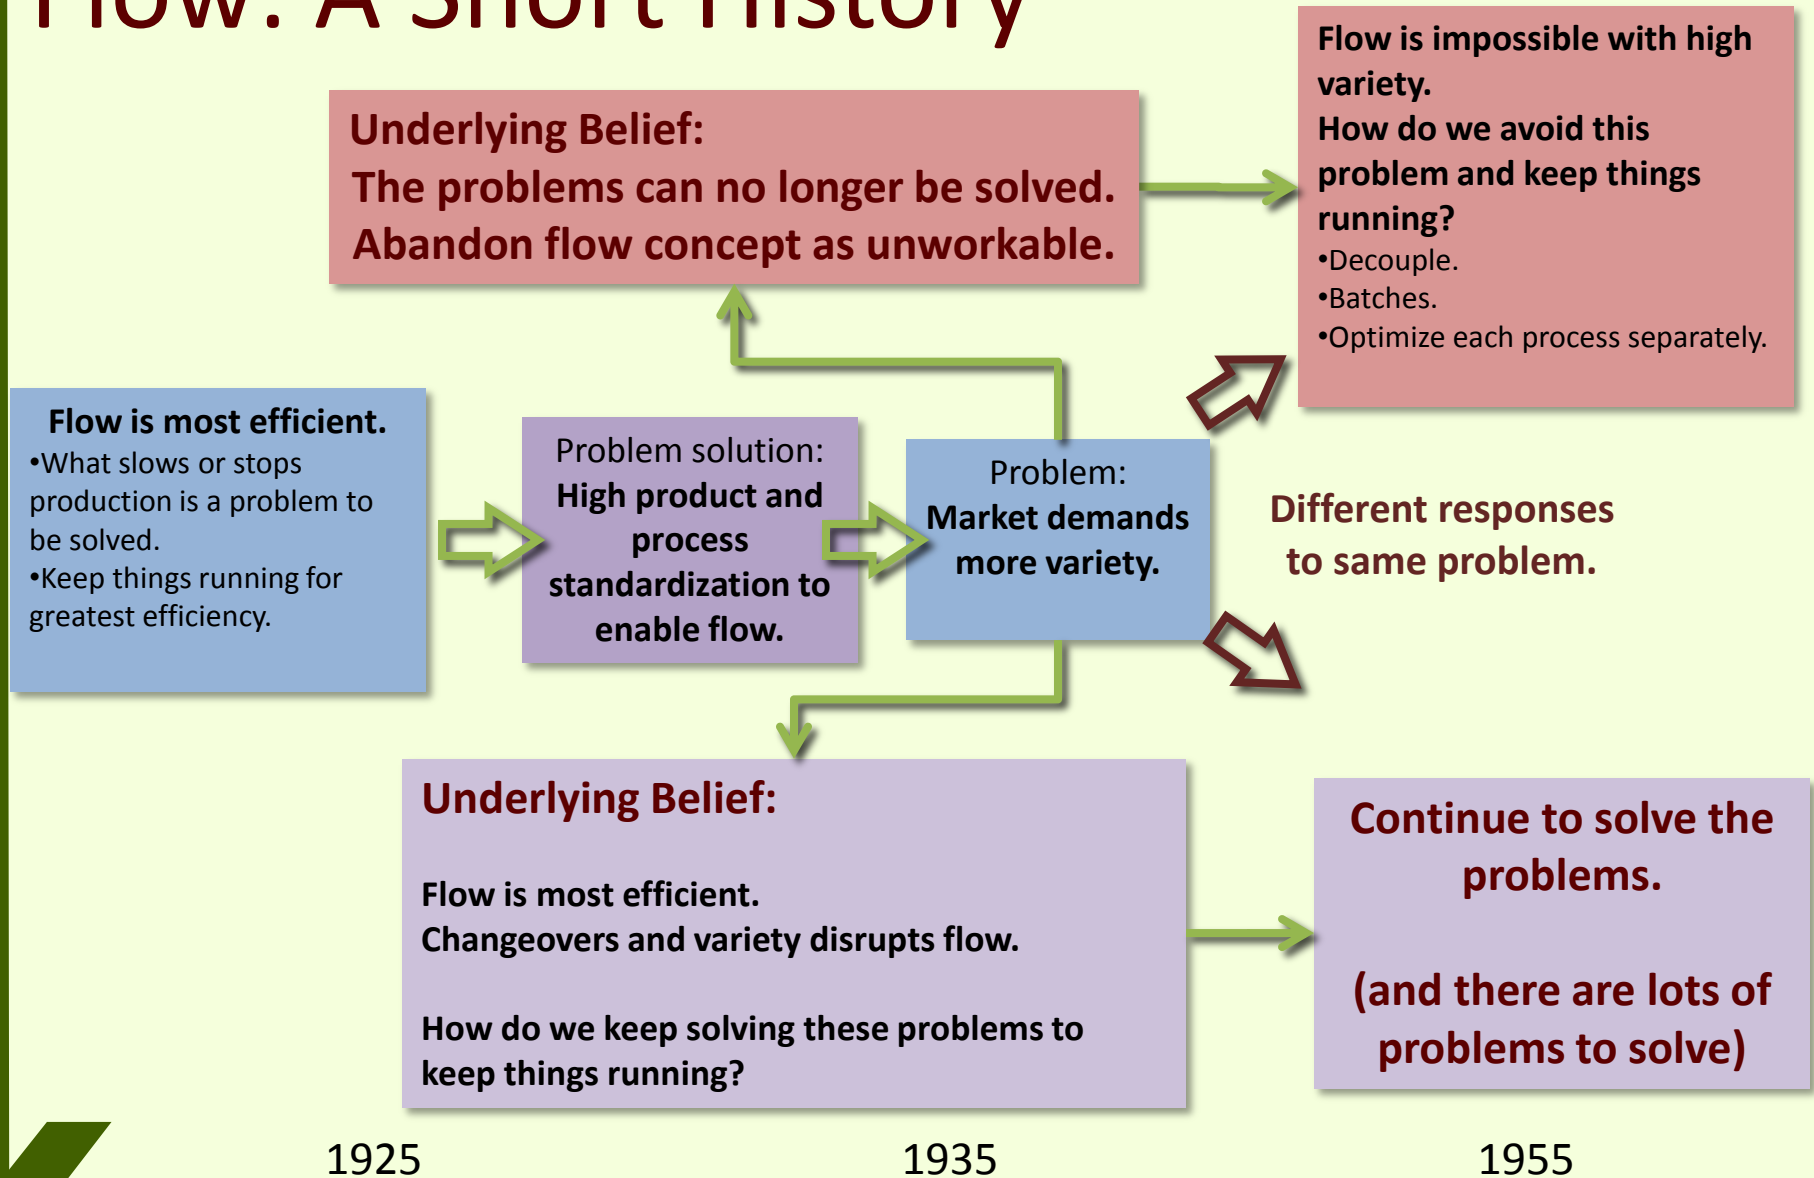 Flow: A Short History
Underlying Belief:
The problems can no longer be solved.
Abandon flow concept as unworkable.
Flow is impossible with high
variety.
How do we avoid this
problem and keep things
running?
•Decouple.
•Batches.
•Optimize each process separately.
Flow is most efficient.
•What slows or stops
production is a problem to
be solved.
•Keep things running for
greatest efficiency.
Problem solution:
High product and
process
standardization to
enable flow.
Problem:
Market demands
more variety.
Different responses
to same problem.
Underlying Belief:
Flow is most efficient.
Changeovers and variety disrupts flow.
How do we keep solving these problems to
keep things running?
Continue to solve the
problems.
(and there are lots of
problems to solve)
1925
1935
1955